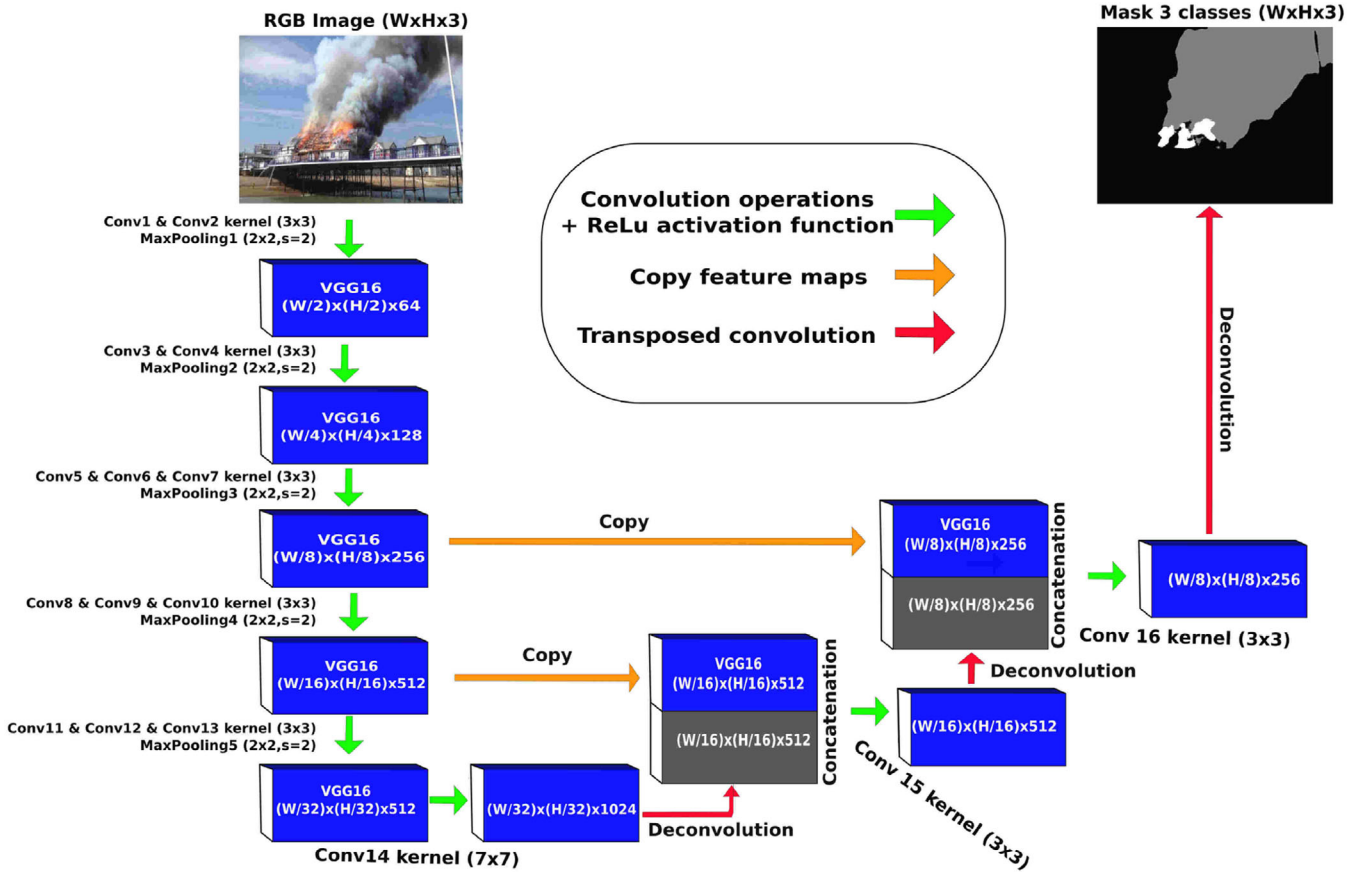 RGB Image (WxHx3)
Mask 3 classes (WxHx3)
Conv1 & Conv2 kernel (3x3)
MaxPooling1 (2x2,s=2)
VGG16
(W/2)x(H/2)x64
Conv3 & Conv4 kernel (3x3)
MaxPooling2 (2x2,s=2)
VGG16
(W/4)x(H/4)x128
Conv5 & Conv6 & Conv7 kernel (3x3)
MaxPooling3 (2x2,s=2)
VGG16
(W/8)x(H/8)x256
Conv8 & Conv9 & Conv10 kernel (3x3)
MaxPooling4 (2x2,s=2)
VGG16
(W/16)x(H/16)x512
Conv11 & Conv12 & Conv13 kernel (3x3)
MaxPooling5 (2x2,s=2)
VGG16
(W/32)x(H/32)x512
Conv14 kernel (7x7)
(W/32)x(H/32)x1024
Deconvolution
Convolution operations
+ ReLu activation function
Copy feature maps
Transposed convolution
Copy
Copy
VGG16
(W/16)x(H/16)x512
(W/16)x(H/16)x512
Concatenation
Conv 15 kernel (3x3)
(W/16)x(H/16)x512
Deconvolution
VGG16
(W/8)x(H/8)x256
(W/8)x(H/8)x256
Concatenation
Conv 16 kernel (3x3)
(W/8)x(H/8)x256
Deconvolution